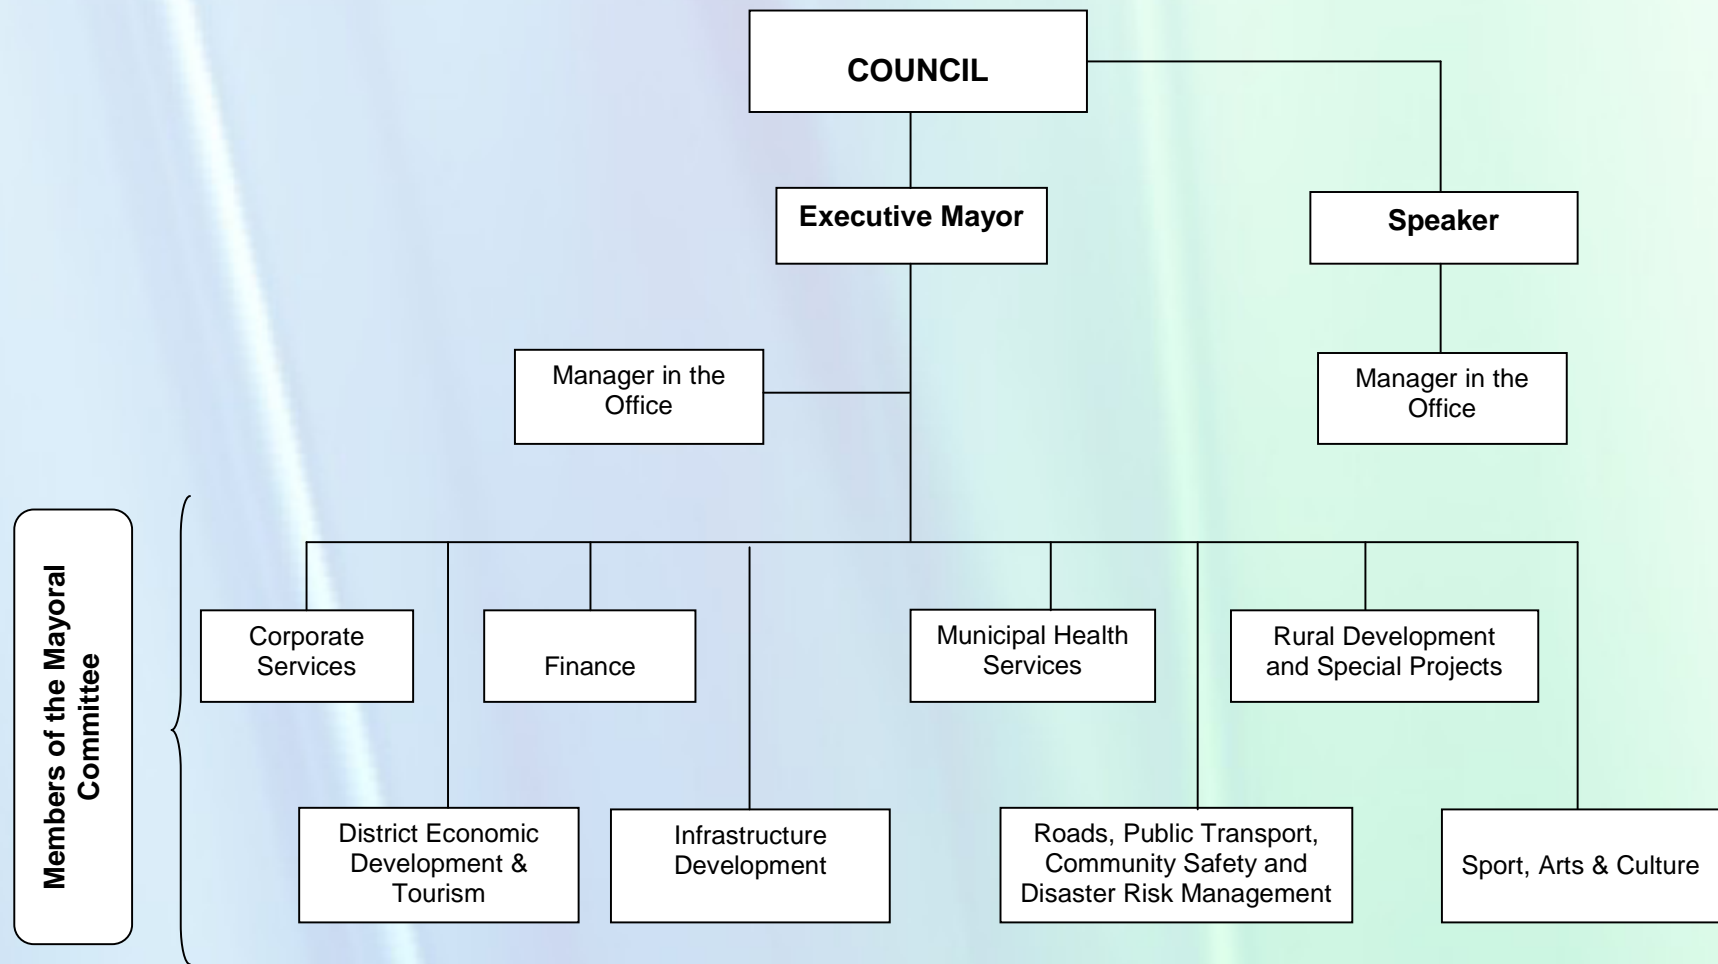 COUNCIL
Executive Mayor
Speaker
Manager in the
Office
Manager in the
Office
Members of the Mayoral
Committee
Corporate
Services
Finance
Municipal Health
Services
Rural Development
and Special Projects
District Economic
Development &
Tourism
Infrastructure
Development
Roads, Public Transport,
Community Safety and
Disaster Risk Management
Sport, Arts & Culture